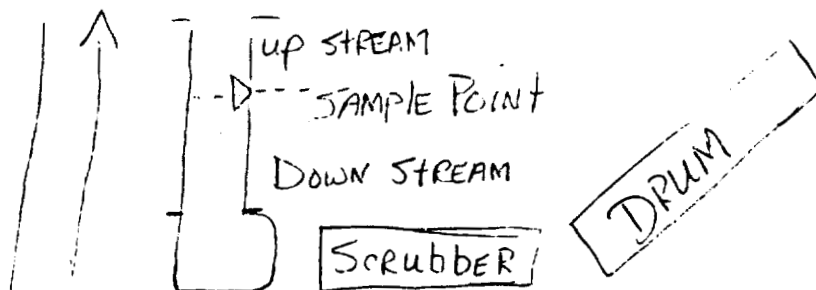 up StREAM
SAMPLE POINt
DOWN StREAM
ScRubbER
DRUM